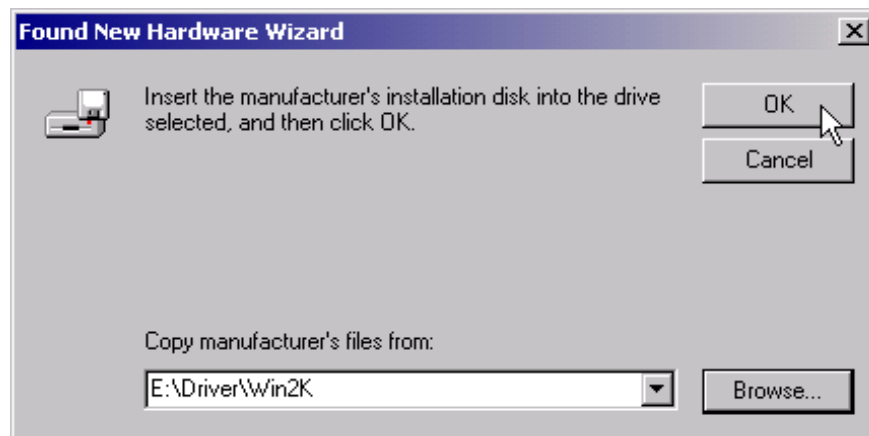 Found New Hardware Wizard
Insert the manufacturer's installation disk into the drive
selected, and then click OK.
OK
Cancel
Copy manufacturer's files from:
E:\Driver\Win2K
Browse...